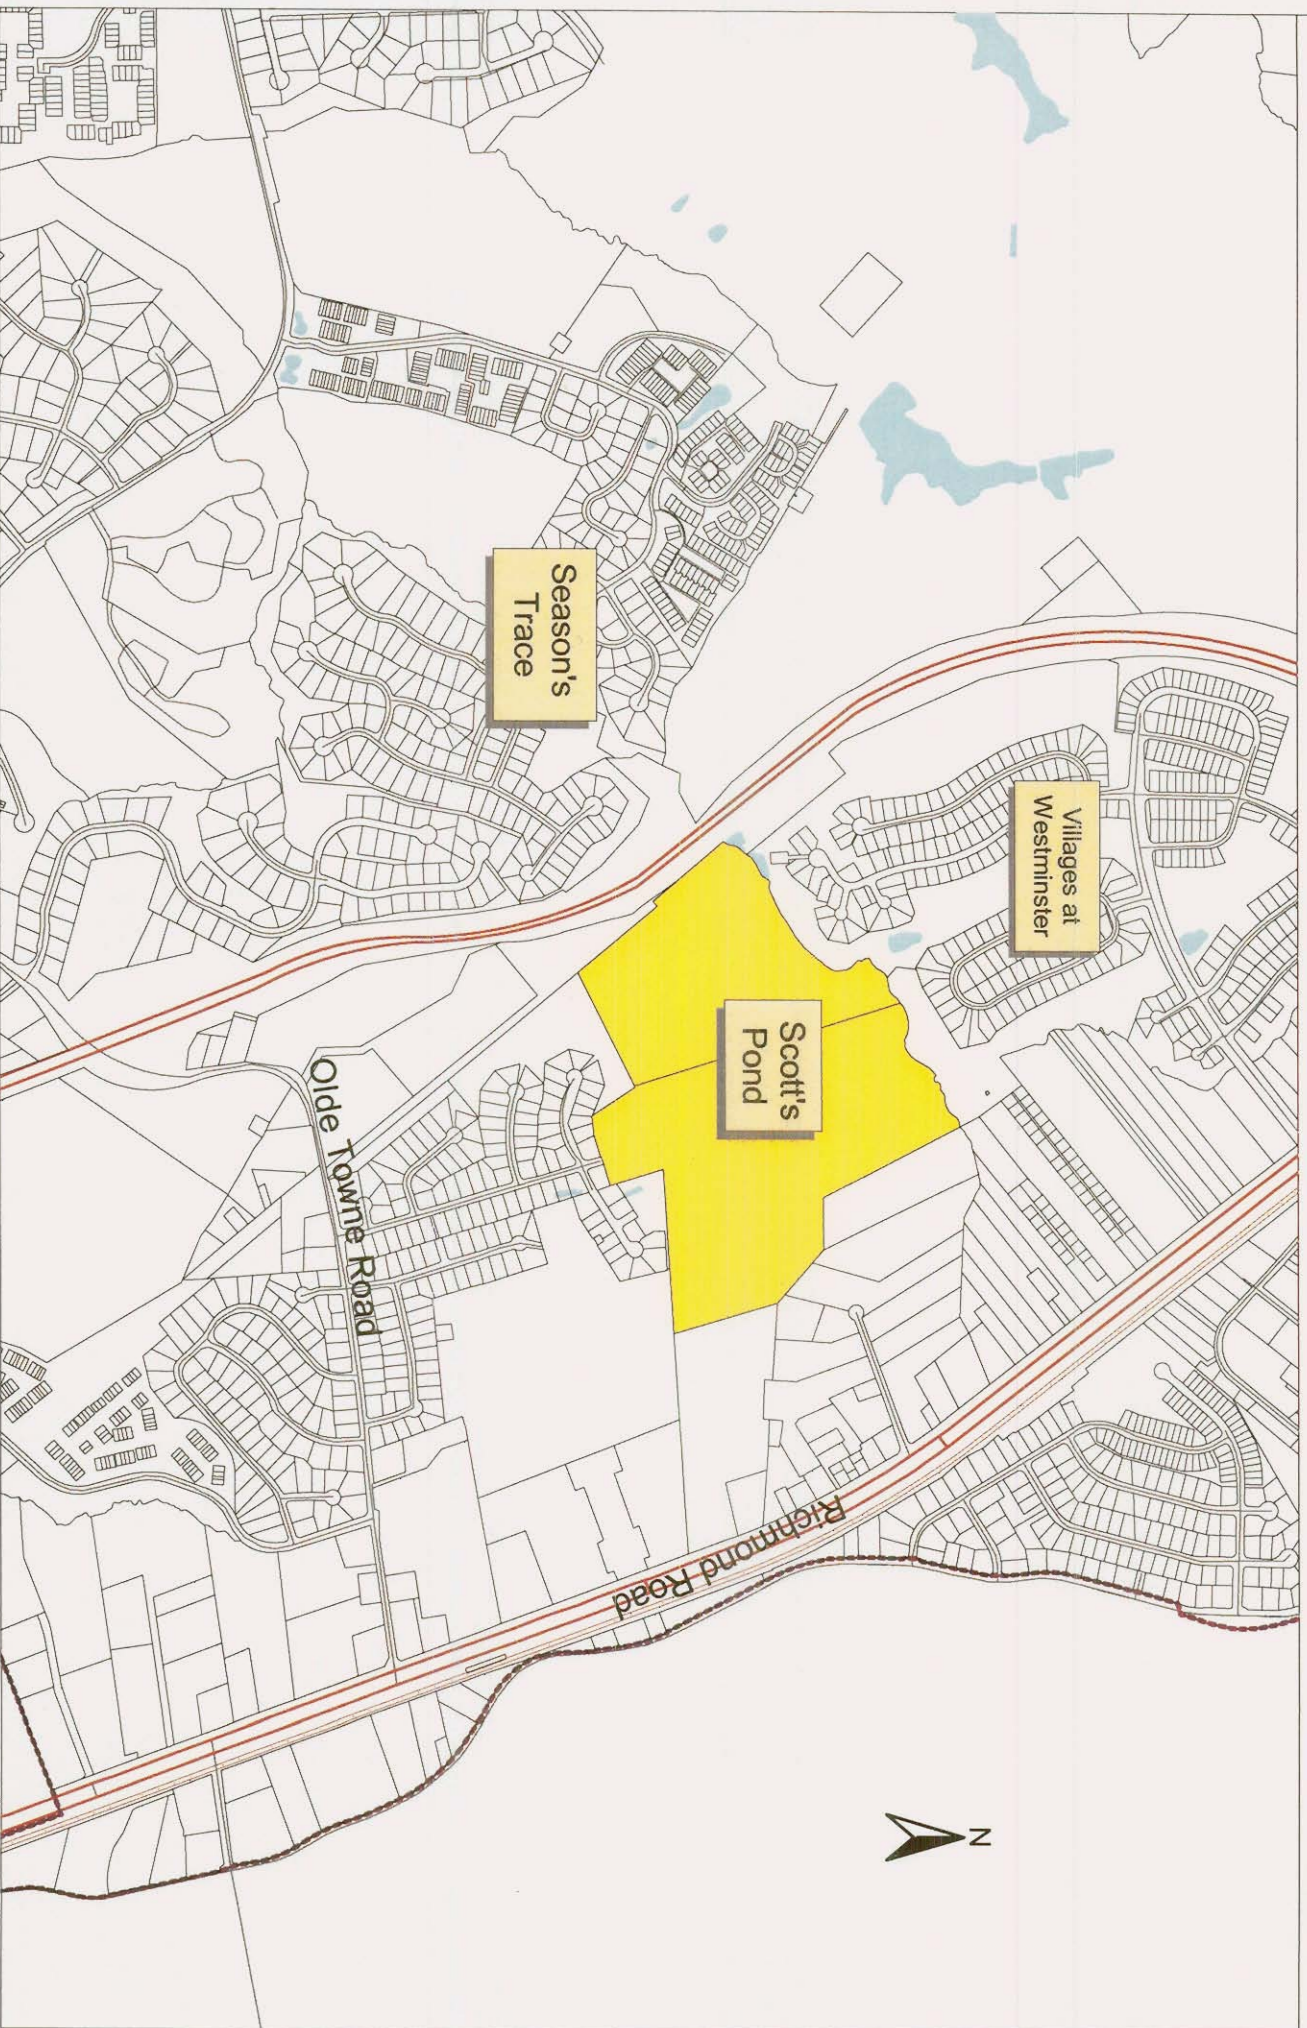 Villages at
Westminster
Season's
Trace
Scott's
Pond
Olde Towne Road
Richmond Road
N